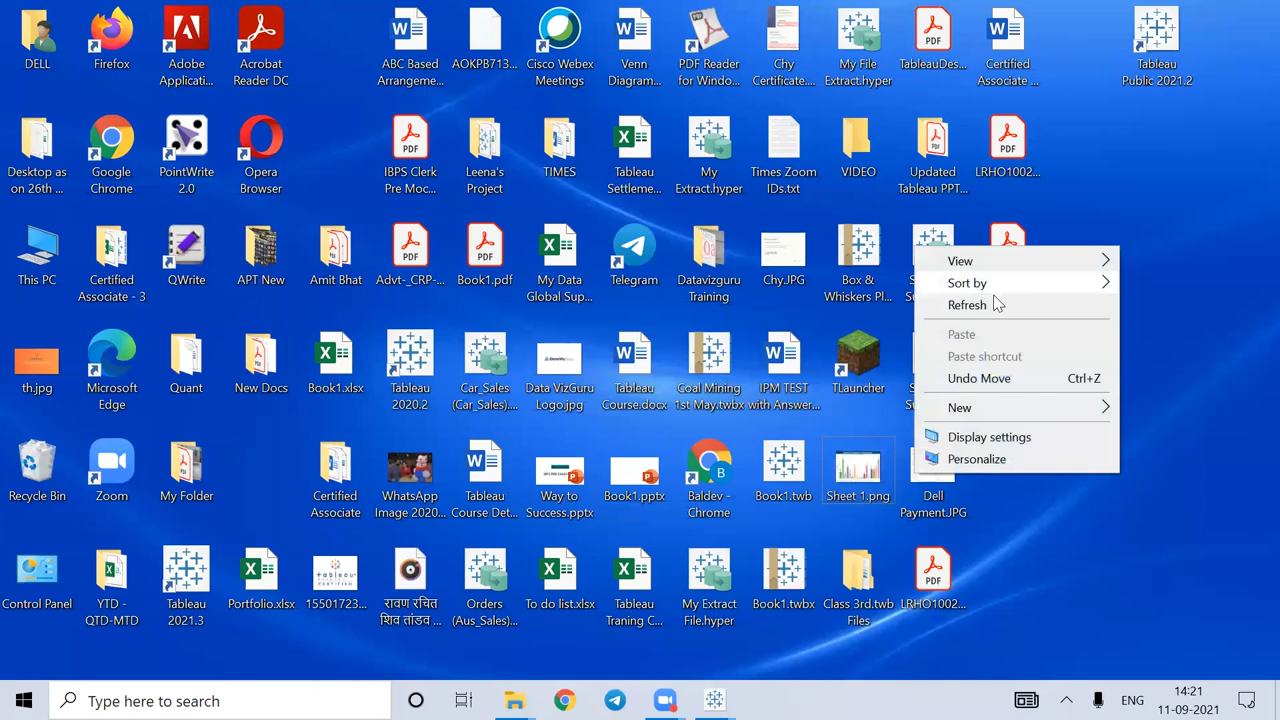 DELL
Firefox
Adobe
Applicati...
Acrobat
Reader DC
ABC Based
Arrangeme...
AOKPB713...
Cisco Webex
Meetings
Venn
Diagram...
PDF Reader
for Windo...
Chy
Certificate....
My File
Extract.hyper
PDF
TableauDes...
Certified
Associate ...
Tableau
Public 2021.2
Desktop as
on 26th ...
Google
Chrome
PointWrite
2.0
Opera
Browser
IBPS Clerk
Pre Moc...
Leena's
Project
TIMES
Tableau
Settleme...
My
Extract.hyper
Times Zoom
IDs.txt
VIDEO
Updated
Tableau PPT...
PDF
LRHO1002...
This PC
Certified
Associate - 3
QWrite
APT New
Amit Bhat
Advt-_CRP-...
Book1.pdf
My Data
Global Sup...
Telegram
Datavizguru
Training
Chy.JPG
Box &
Whiskers Pl...
View
Sort by
Refresh
Paste
Paste shortcut
Undo Move Ctrl+Z
New
Display settings
Personalize
th.jpg
Microsoft
Edge
Quant
New Docs
Book1.xlsx
Tableau
2020.2
Car_Sales
(Car_Sales)....
Data VizGuru
Logo.jpg
Tableau
Course.docx
Coal Mining
1st May.twbx
IPM TEST
with Answer...
TLauncher
Recycle Bin
Zoom
My Folder
Certified
Associate
WhatsApp
Image 2020...
Tableau
Course Det...
Way to
Success.pptx
Book1.pptx
Baldev -
Chrome
Book1.twb
Sheet 1.png
Dell
Payment.JPG
Control Panel
YTD -
QTD-MTD
Tableau
2021.3
Portfolio.xlsx
15501723...
रावण रचित
शिव तांडव ...
Orders
(Aus_Sales)...
To do list.xlsx
Tableau
Traning C...
My Extract
File.hyper
Book1.twbx
Class 3rd.twb
Files
PDF
LRHO1002...
Type here to search
ENG
14:21
11-09-2021